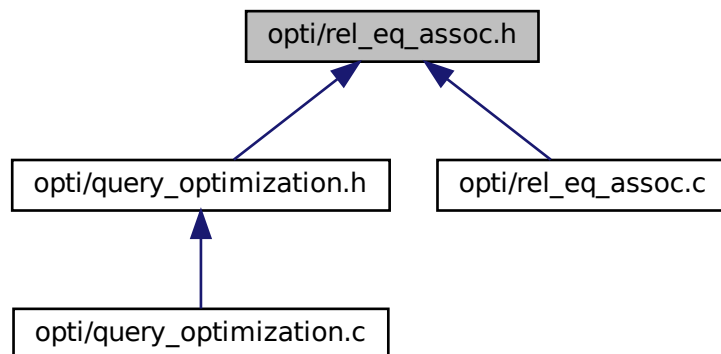 opti/rel_eq_assoc.h
opti/query_optimization.h
opti/rel_eq_assoc.c
opti/query_optimization.c